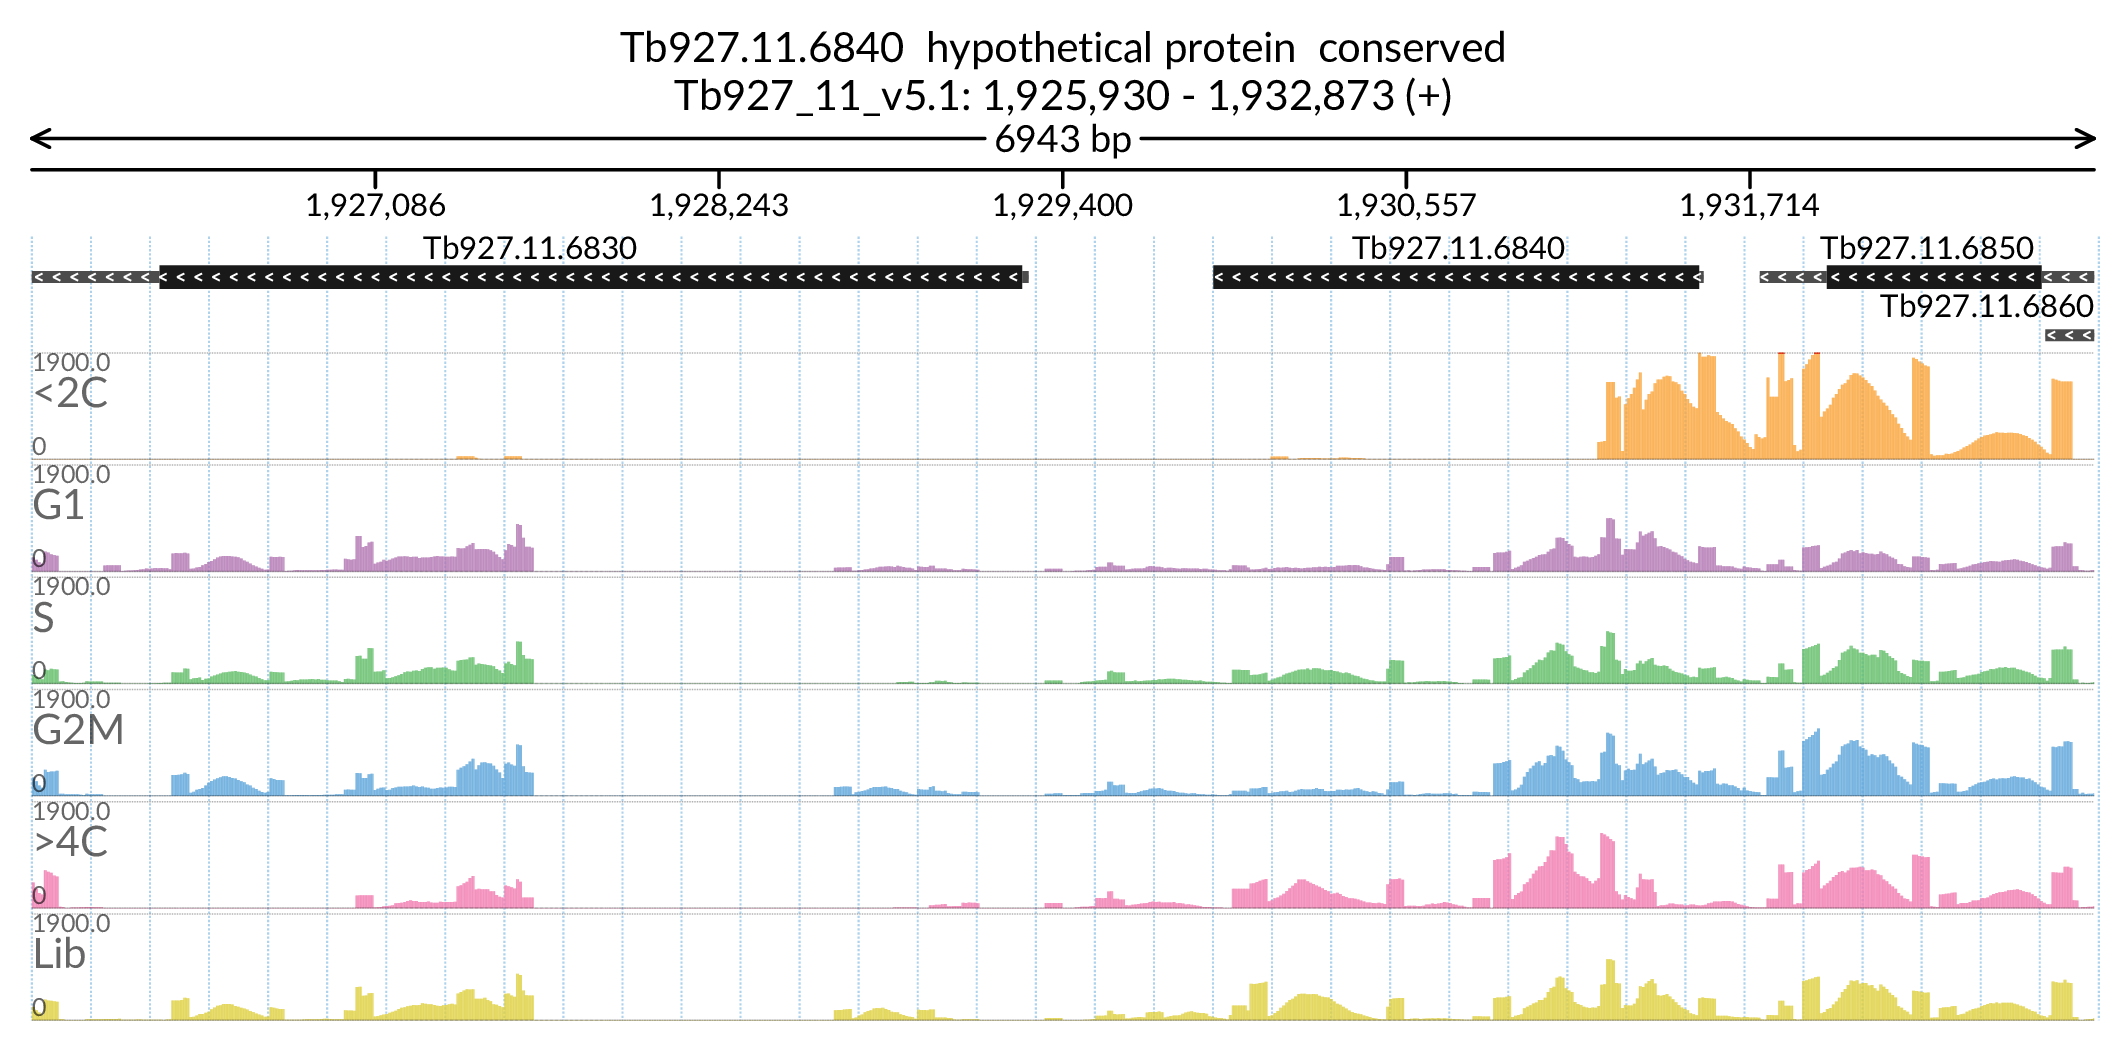 Tb927.11.6840  hypothetical protein  conserved
Tb927_11_v5.1: 1,925,930 - 1,932,873 (+)
6943 bp
1,927,086 1,928,243 1,929,400 1,930,557 1,931,714
Tb927.11.6830 Tb927.11.6840 Tb927.11.6850
Tb927.11.6860
1900.0
<2C
0
1900.0
G1
0
1900.0
S
0
1900.0
G2M
0
1900.0
>4C
0
1900.0
Lib
0